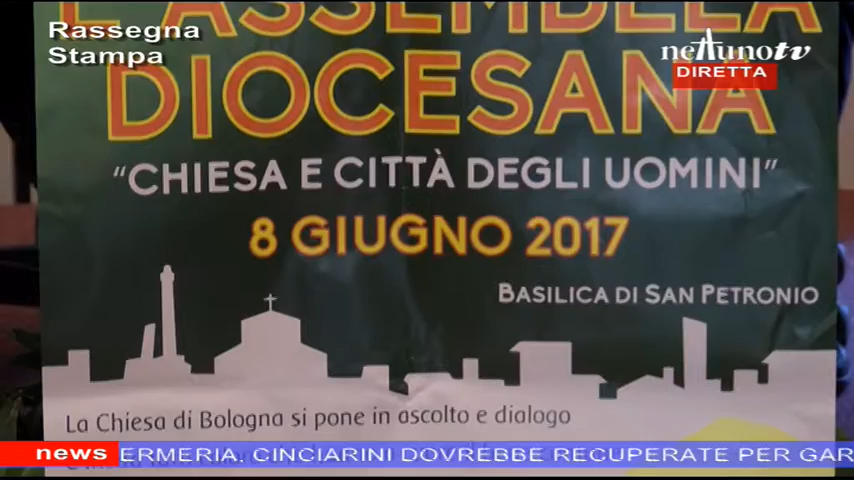 Rassegna
Stampa
nettunotv
DIRETTA
L'ASSEMBLEA
DIOCESANA
“CHIESA E CITTÀ DEGLI UOMINI”
8 GIUGNO 2017
BASILICA DI SAN PETRONIO
La Chiesa di Bologna si pone in ascolto e dialogo
news ERMERIA. CINCIARINI DOVREBBE RECUPERATE PER GAR